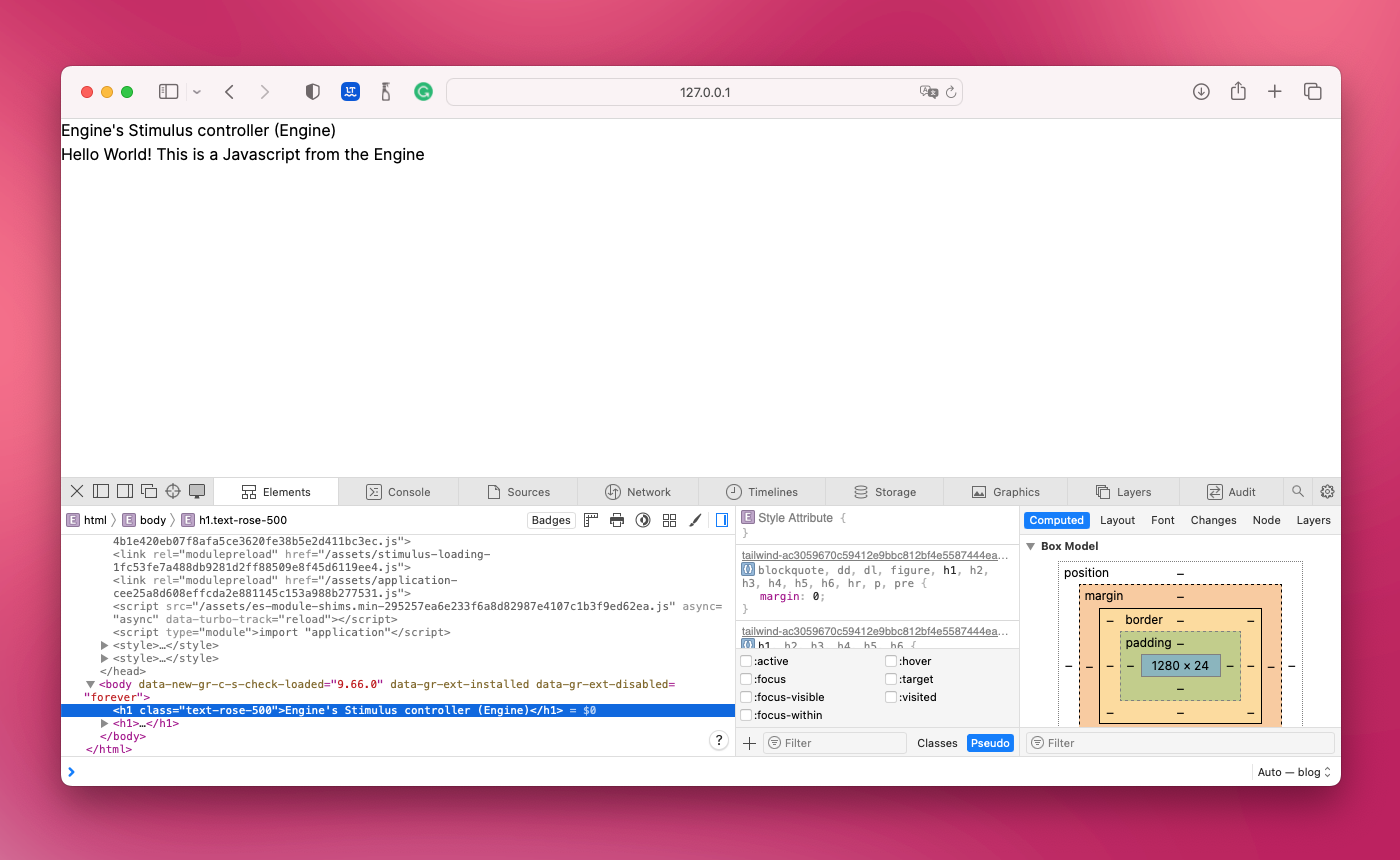 127.0.0.1
Engine's Stimulus controller (Engine)
Hello World! This is a Javascript from the Engine
Elements Console Sources Network Timelines Storage Graphics Layers Audit
E html E body E h1.text-rose-500 Badges
4b1e420eb07f8afa5ce3620fe38b5e2d411bc3ec.js">
<link rel="modulepreload" href="/assets/stimulus-loading-
1fc53fe7a488db9281d2ff88509e8f45d6119ee4.js">
<link rel="modulepreload" href="/assets/application-
cee25a8d608effcda2e881145c153a988b277531.js">
<script src="/assets/es-module-shims.min-295257ea6e233f6a8d82987e4107c1b3f9ed62ea.js" async=
"async" data-turbo-track="reload"></script>
<script type="module">import "application"</script>
<style>…</style>
<style>…</style>
</head>
<body data-new-gr-c-s-check-loaded="9.66.0" data-gr-ext-installed data-gr-ext-disabled=
"forever">
<h1 class="text-rose-500">Engine's Stimulus controller (Engine)</h1> = $0
<h1>…</h1>
</body>
</html>
?
E Style Attribute {
}
tailwind-ac3059670c59412e9bbc812bf4e5587444ea…
{} blockquote, dd, dl, figure, h1, h2,
h3, h4, h5, h6, hr, p, pre {
margin: 0;
}
tailwind-ac3059670c59412e9bbc812bf4e5587444ea…
{} h1, h2, h3, h4, h5, h6 {
:active :hover
:focus :target
:focus-visible :visited
:focus-within
Filter Classes Pseudo
Computed Layout Font Changes Node Layers
Box Model
position –
margin –
– border – –
padding –
– – – – 1280 × 24 – – – –
–
– – –
Filter
Auto — blog